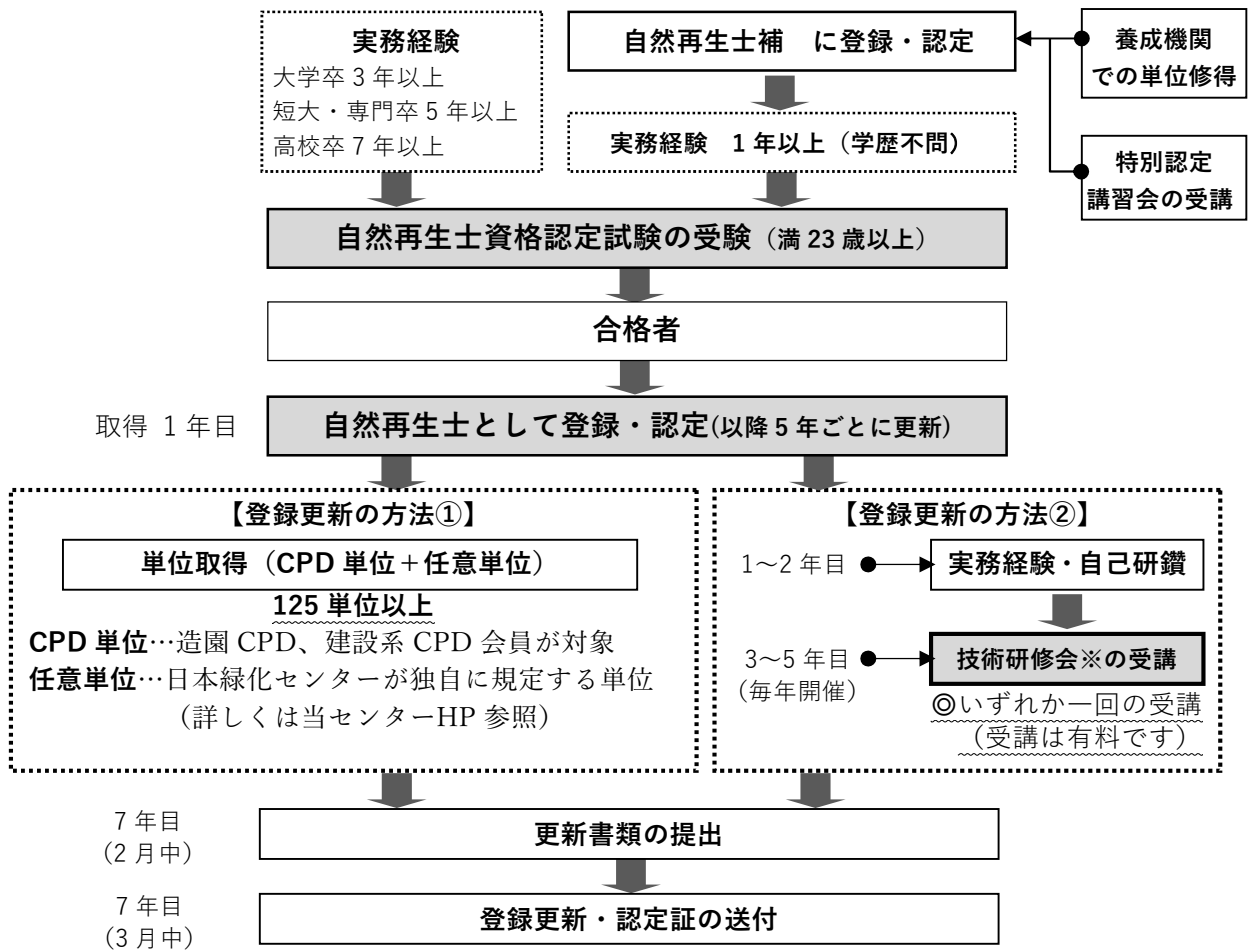 実務経験
大学卒 3 年以上
短大・専門卒 5 年以上
高校卒 7 年以上
自然再生士補　に登録・認定
養成機関
での単位修得
実務経験　1 年以上（学歴不問）
特別認定
講習会の受講
自然再生士資格認定試験の受験（満 23 歳以上）
合格者
取得 1 年目
自然再生士として登録・認定(以降 5 年ごとに更新)
【登録更新の方法①】
単位取得（CPD 単位＋任意単位）
125 単位以上
CPD 単位…造園 CPD、建設系 CPD 会員が対象
任意単位…日本緑化センターが独自に規定する単位
（詳しくは当センターHP 参照）
【登録更新の方法②】
1～2 年目
実務経験・自己研鑽
3～5 年目
（毎年開催）
技術研修会※の受講
◎いずれか一回の受講
（受講は有料です）
7 年目
（2 月中）
更新書類の提出
7 年目
（3 月中）
登録更新・認定証の送付